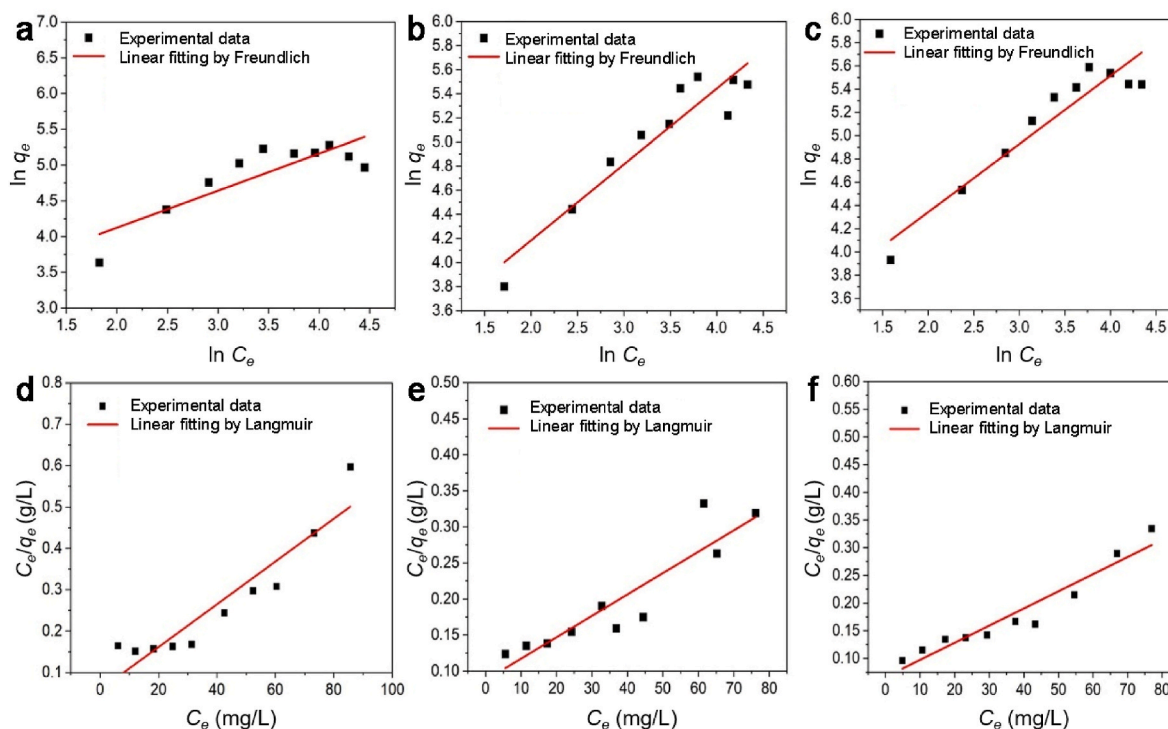 a
Experimental data
Linear fitting by Freundlich
ln qe
7.0
6.5
6.0
5.5
5.0
4.5
4.0
3.5
3.0
1.5 2.0 2.5 3.0 3.5 4.0 4.5
ln Ce
b
Experimental data
Linear fitting by Freundlich
ln qe
6.0
5.8
5.6
5.4
5.2
5.0
4.8
4.6
4.4
4.2
4.0
3.8
3.6
1.5 2.0 2.5 3.0 3.5 4.0 4.5
ln Ce
c
Experimental data
Linear fitting by Freundlich
ln qe
6.0
5.8
5.6
5.4
5.2
5.0
4.8
4.6
4.4
4.2
4.0
3.8
3.6
1.5 2.0 2.5 3.0 3.5 4.0 4.5
ln Ce
d
Experimental data
Linear fitting by Langmuir
Ce/qe (g/L)
0.8
0.7
0.6
0.5
0.4
0.3
0.2
0.1
0 20 40 60 80 100
Ce (mg/L)
e
Experimental data
Linear fitting by Langmuir
Ce/qe (g/L)
0.50
0.45
0.40
0.35
0.30
0.25
0.20
0.15
0.10
0 10 20 30 40 50 60 70 80
Ce (mg/L)
f
Experimental data
Linear fitting by Langmuir
Ce/qe (g/L)
0.60
0.55
0.50
0.45
0.40
0.35
0.30
0.25
0.20
0.15
0.10
0 10 20 30 40 50 60 70 80
Ce (mg/L)